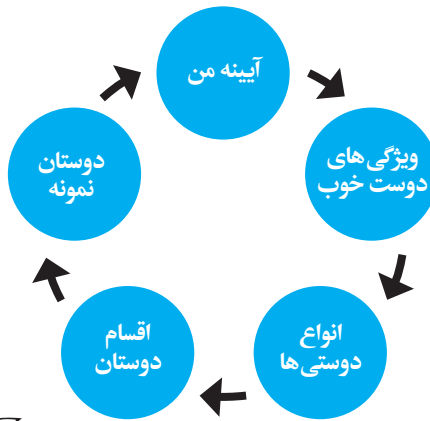 آیینه من
ویژگی‌های
دوست خوب
انواع
دوستی‌ها
اقسام
دوستان
دوستان
نمونه